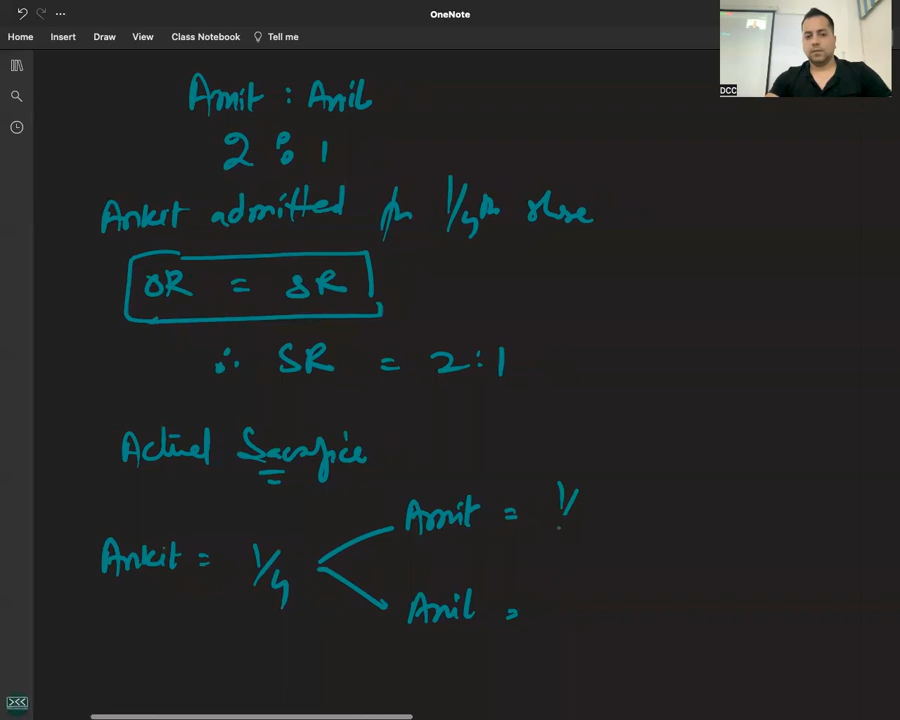 OneNote
Home Insert Draw View Class Notebook Tell me
DCC
Amit : Anil
2 : 1
Ankit admitted for 1/4th share
OR = SR
∴ SR = 2:1
Actual Sacrifice
Amit = 1/
Ankit = 1/4
Anil =